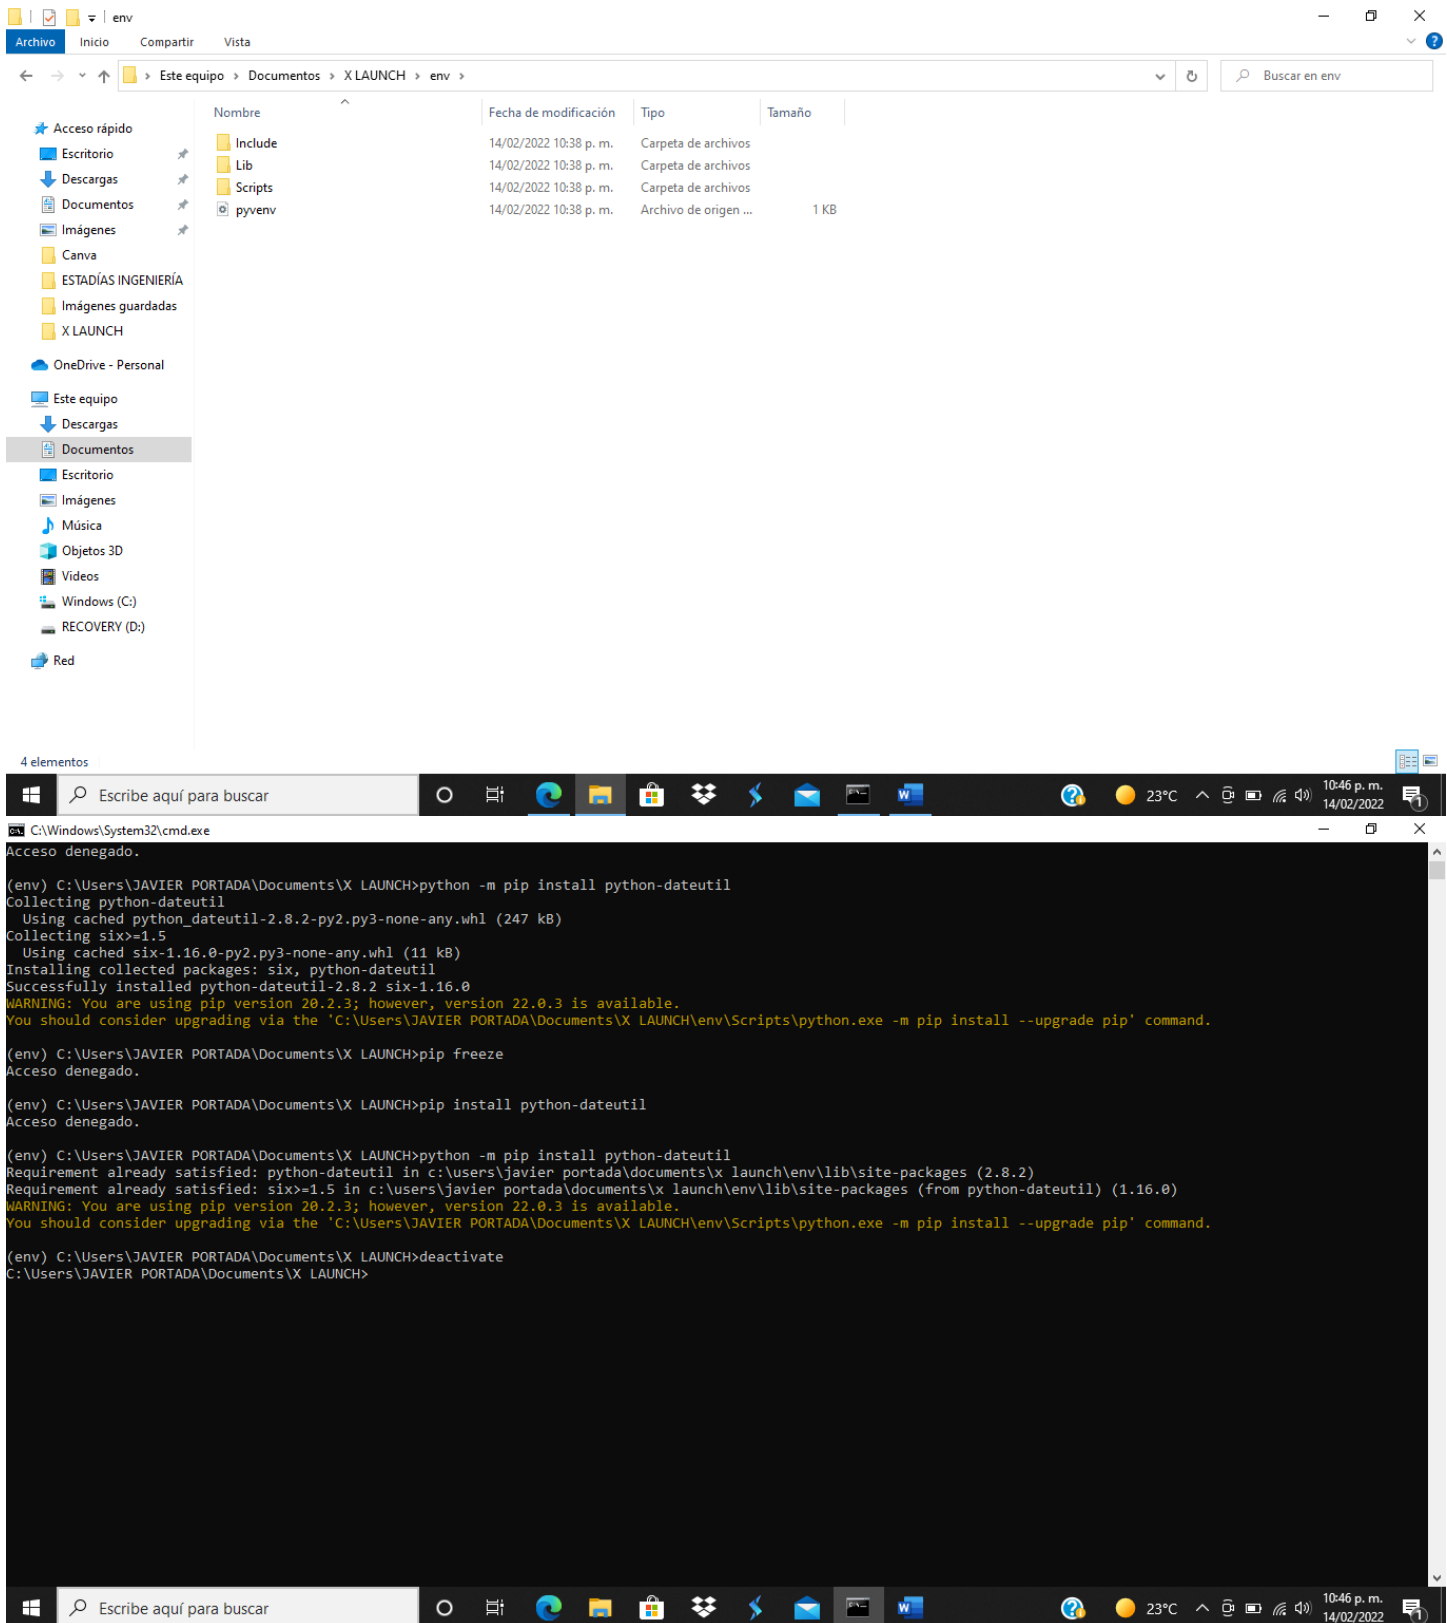 env
Archivo Inicio Compartir Vista
Este equipo Documentos X LAUNCH env
Buscar en env
Nombre Fecha de modificación Tipo Tamaño
Acceso rápido
Escritorio
Descargas
Documentos
Imágenes
Canva
ESTADÍAS INGENIERÍA
Imágenes guardadas
X LAUNCH
OneDrive - Personal
Este equipo
Descargas
Documentos
Escritorio
Imágenes
Música
Objetos 3D
Videos
Windows (C:)
RECOVERY (D:)
Red
Include 14/02/2022 10:38 p. m. Carpeta de archivos
Lib 14/02/2022 10:38 p. m. Carpeta de archivos
Scripts 14/02/2022 10:38 p. m. Carpeta de archivos
pyvenv 14/02/2022 10:38 p. m. Archivo de origen ... 1 KB
4 elementos
Escribe aquí para buscar
23°C
10:46 p. m.
14/02/2022
1
C:\Windows\System32\cmd.exe
Acceso denegado.
(env) C:\Users\JAVIER PORTADA\Documents\X LAUNCH>python -m pip install python-dateutil
Collecting python-dateutil
Using cached python_dateutil-2.8.2-py2.py3-none-any.whl (247 kB)
Collecting six>=1.5
Using cached six-1.16.0-py2.py3-none-any.whl (11 kB)
Installing collected packages: six, python-dateutil
Successfully installed python-dateutil-2.8.2 six-1.16.0
WARNING: You are using pip version 20.2.3; however, version 22.0.3 is available.
You should consider upgrading via the 'C:\Users\JAVIER PORTADA\Documents\X LAUNCH\env\Scripts\python.exe -m pip install --upgrade pip' command.
(env) C:\Users\JAVIER PORTADA\Documents\X LAUNCH>pip freeze
Acceso denegado.
(env) C:\Users\JAVIER PORTADA\Documents\X LAUNCH>pip install python-dateutil
Acceso denegado.
(env) C:\Users\JAVIER PORTADA\Documents\X LAUNCH>python -m pip install python-dateutil
Requirement already satisfied: python-dateutil in c:\users\javier portada\documents\x launch\env\lib\site-packages (2.8.2)
Requirement already satisfied: six>=1.5 in c:\users\javier portada\documents\x launch\env\lib\site-packages (from python-dateutil) (1.16.0)
WARNING: You are using pip version 20.2.3; however, version 22.0.3 is available.
You should consider upgrading via the 'C:\Users\JAVIER PORTADA\Documents\X LAUNCH\env\Scripts\python.exe -m pip install --upgrade pip' command.
(env) C:\Users\JAVIER PORTADA\Documents\X LAUNCH>deactivate
C:\Users\JAVIER PORTADA\Documents\X LAUNCH>
Escribe aquí para buscar
23°C
10:46 p. m.
14/02/2022
1